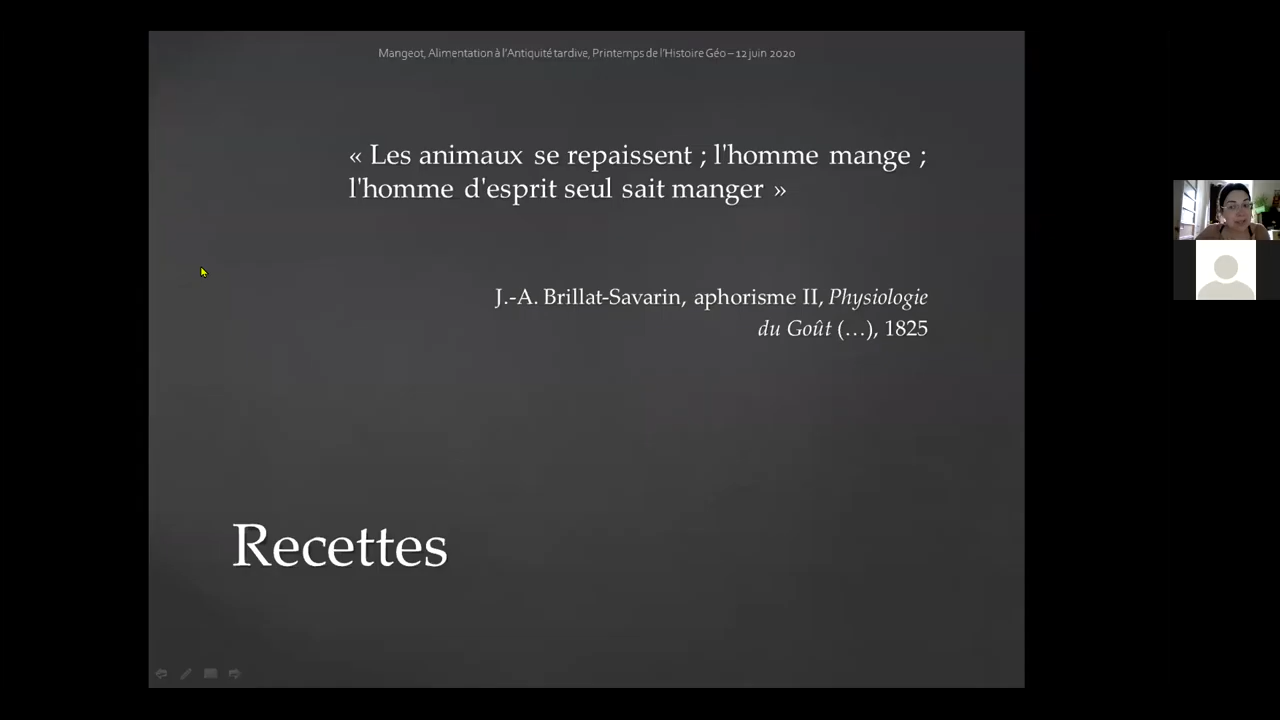 Mangeot, Alimentation à l'Antiquité tardive, Printemps de l'Histoire Géo – 12 juin 2020
« Les animaux se repaissent ; l'homme mange ;
l'homme d'esprit seul sait manger »
J.-A. Brillat-Savarin, aphorisme II, Physiologie
du Goût (…), 1825
Recettes